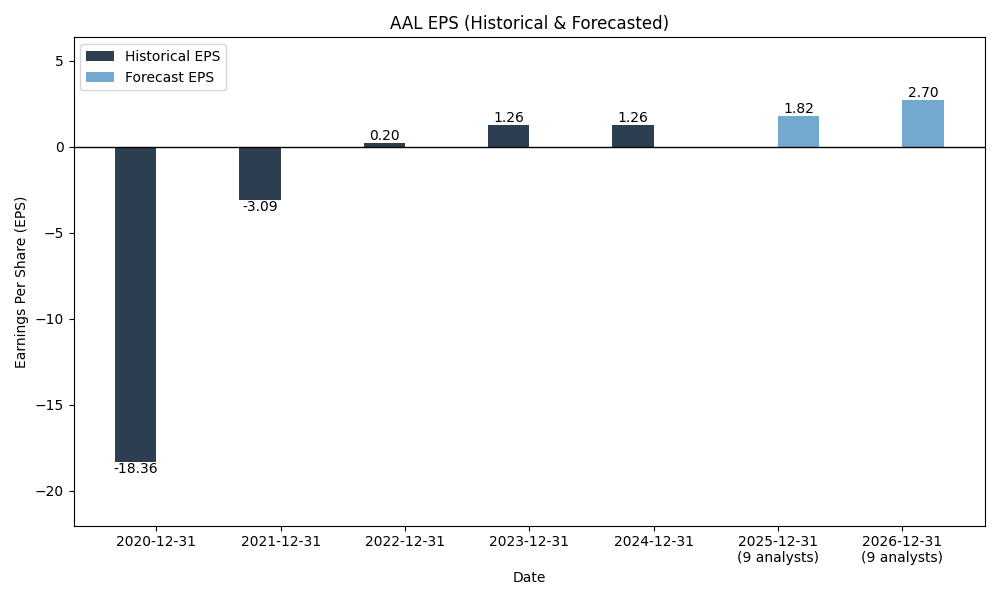 AAL EPS (Historical & Forecasted)
Historical EPS
Forecast EPS
Earnings Per Share (EPS)
5
0
−5
−10
−15
−20
-18.36
-3.09
0.20
1.26
1.26
1.82
2.70
2020-12-31
2021-12-31
2022-12-31
2023-12-31
2024-12-31
2025-12-31
(9 analysts)
2026-12-31
(9 analysts)
Date